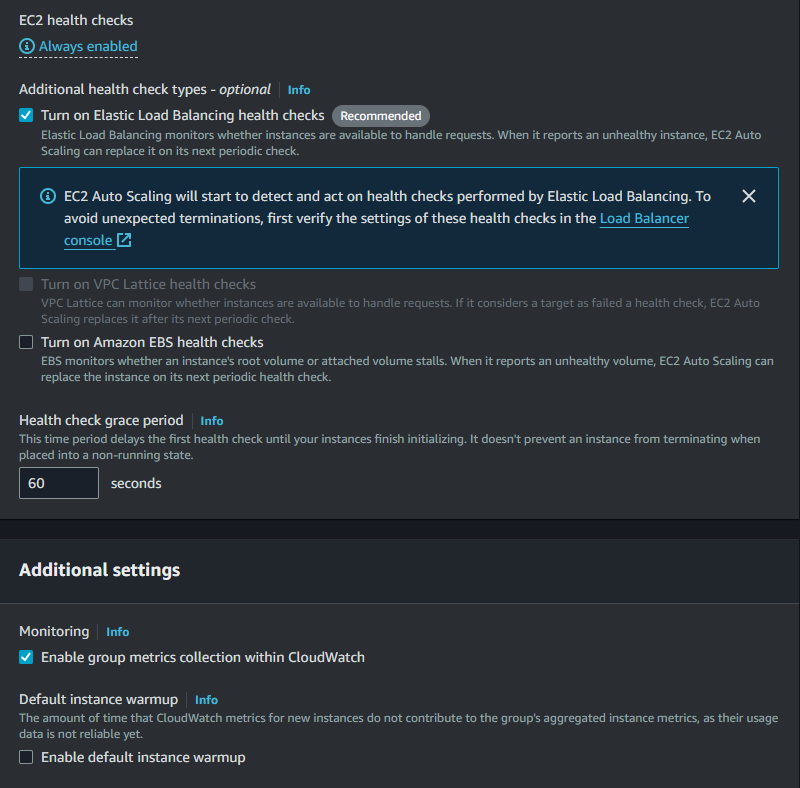 EC2 health checks
Always enabled
Additional health check types - optional Info
Turn on Elastic Load Balancing health checks Recommended
Elastic Load Balancing monitors whether instances are available to handle requests. When it reports an unhealthy instance, EC2 Auto
Scaling can replace it on its next periodic check.
EC2 Auto Scaling will start to detect and act on health checks performed by Elastic Load Balancing. To
avoid unexpected terminations, first verify the settings of these health checks in the Load Balancer
console
Turn on VPC Lattice health checks
VPC Lattice can monitor whether instances are available to handle requests. If it considers a target as failed a health check, EC2 Auto
Scaling replaces it after its next periodic check.
Turn on Amazon EBS health checks
EBS monitors whether an instance's root volume or attached volume stalls. When it reports an unhealthy volume, EC2 Auto Scaling can
replace the instance on its next periodic health check.
Health check grace period Info
This time period delays the first health check until your instances finish initializing. It doesn't prevent an instance from terminating when
placed into a non-running state.
60 seconds
Additional settings
Monitoring Info
Enable group metrics collection within CloudWatch
Default instance warmup Info
The amount of time that CloudWatch metrics for new instances do not contribute to the group's aggregated instance metrics, as their usage
data is not reliable yet.
Enable default instance warmup